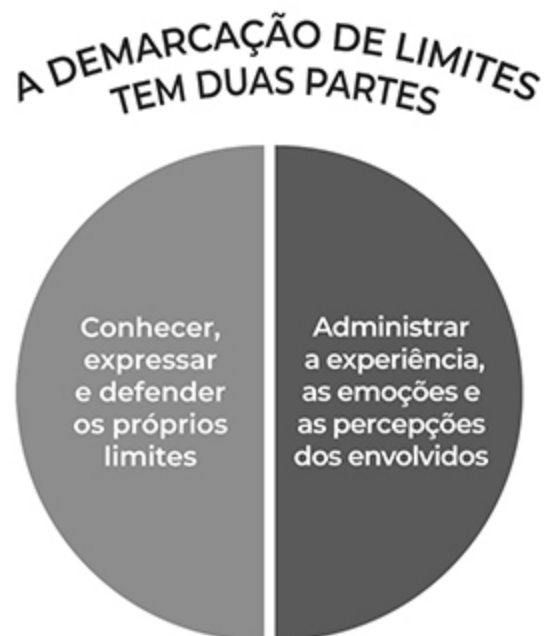 A DEMARCAÇÃO DE LIMITES
TEM DUAS PARTES
Conhecer,
expressar
e defender
os próprios
limites
Administrar
a experiência,
as emoções e
as percepções
dos envolvidos